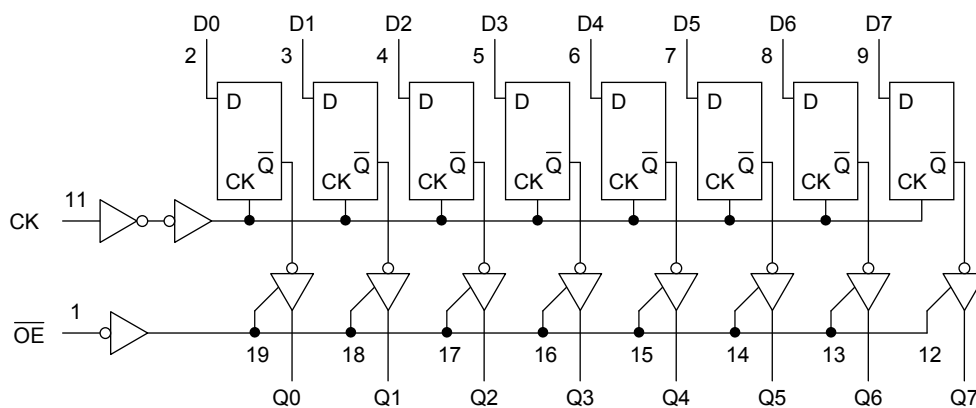 D0 D1 D2 D3 D4 D5 D6 D7
2 3 4 5 6 7 8 9
D D D D D D D D
Q̅ Q̅ Q̅ Q̅ Q̅ Q̅ Q̅ Q̅
CK CK CK CK CK CK CK CK
11
CK
1
O̅E̅
19 18 17 16 15 14 13 12
Q0 Q1 Q2 Q3 Q4 Q5 Q6 Q7